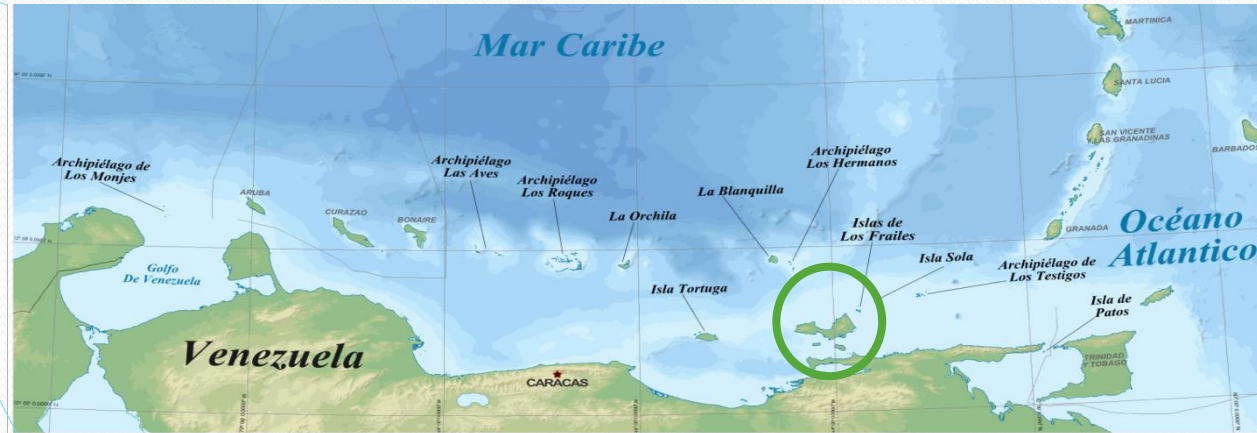 Mar Caribe
MARTINICA
SANTA LUCIA
SAN VICENTE
Y LAS GRANADINAS
BARBADO
Archipiélago de
Los Monjes
ARUBA
CURAZAO
BONAIRE
Archipiélago
Las Aves
Archipiélago
Los Roques
La Orchila
La Blanquilla
Archipiélago
Los Hermanos
Islas de
Los Frailes
Isla Sola
Archipiélago de
Los Testigos
GRANADA
Océano
Atlantico
Golfo
De Venezuela
Isla Tortuga
Isla de
Patos
Venezuela
CARACAS
TRINIDAD
Y TOBAGO